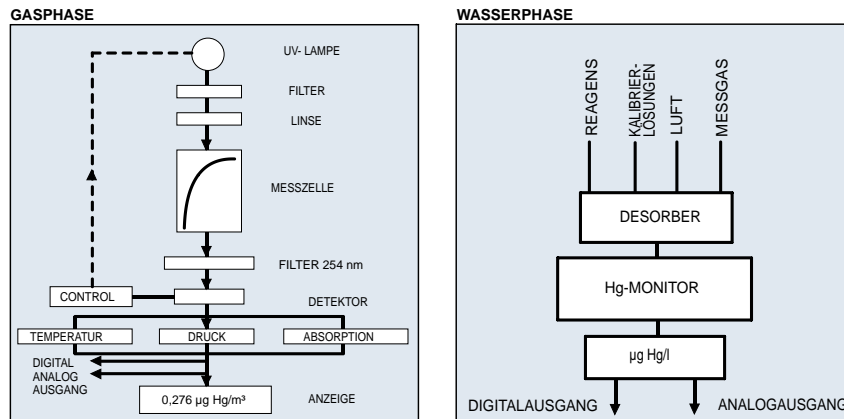 GASPHASE
UV- LAMPE
FILTER
LINSE
MESSZELLE
FILTER 254 nm
CONTROL
DETEKTOR
TEMPERATUR
DRUCK
ABSORPTION
DIGITAL
ANALOG
AUSGANG
0,276 µg Hg/m³
ANZEIGE
WASSERPHASE
REAGENS
KALIBRIER-
LÖSUNGEN
LUFT
MESSGAS
DESORBER
Hg-MONITOR
µg Hg/l
DIGITALAUSGANG
ANALOGAUSGANG